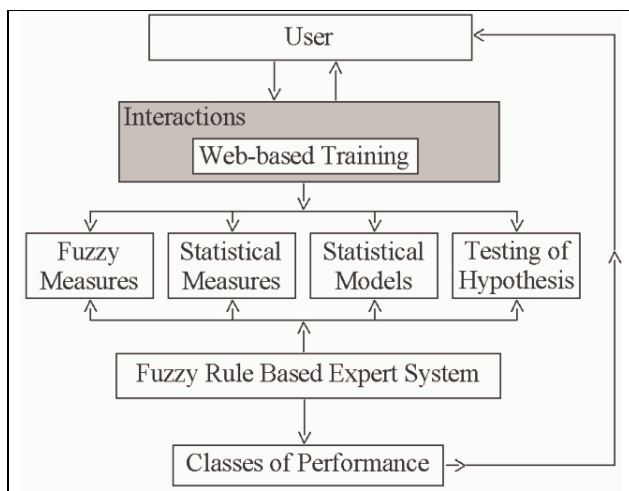 User
Interactions
Web-based Training
Fuzzy
Measures
Statistical
Measures
Statistical
Models
Testing of
Hypothesis
Fuzzy Rule Based Expert System
Classes of Performance